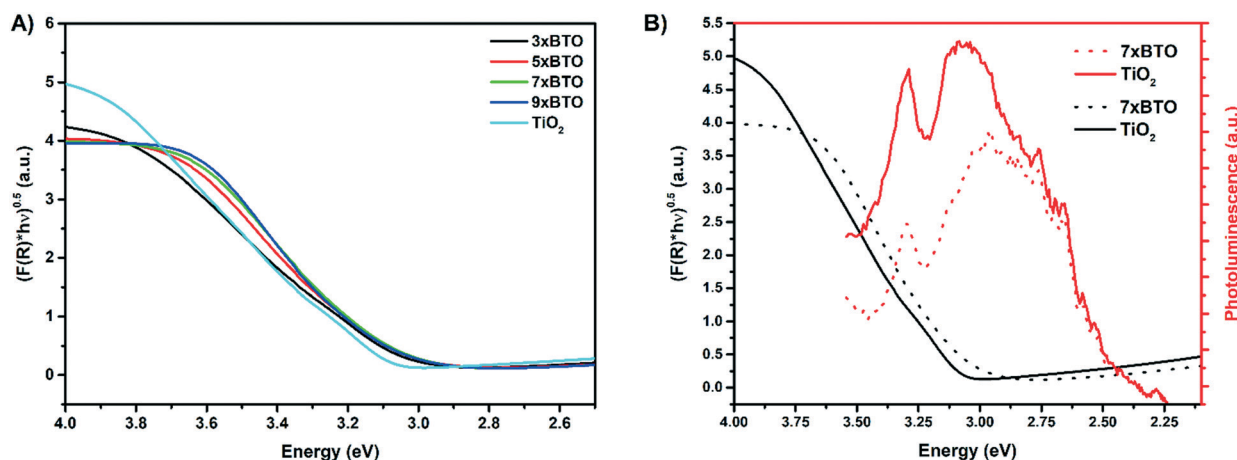 A)
3xBTO
5xBTO
7xBTO
9xBTO
TiO2
(F(R)*hν)^0.5 (a.u.)
6
5
4
3
2
1
0
4.0 3.8 3.6 3.4 3.2 3.0 2.8 2.6
Energy (eV)
B)
7xBTO
TiO2
7xBTO
TiO2
(F(R)*hν)^0.5 (a.u.)
5.5
5.0
4.5
4.0
3.5
3.0
2.5
2.0
1.5
1.0
0.5
0.0
4.00 3.75 3.50 3.25 3.00 2.75 2.50 2.25
Energy (eV)
Photoluminescence (a.u.)